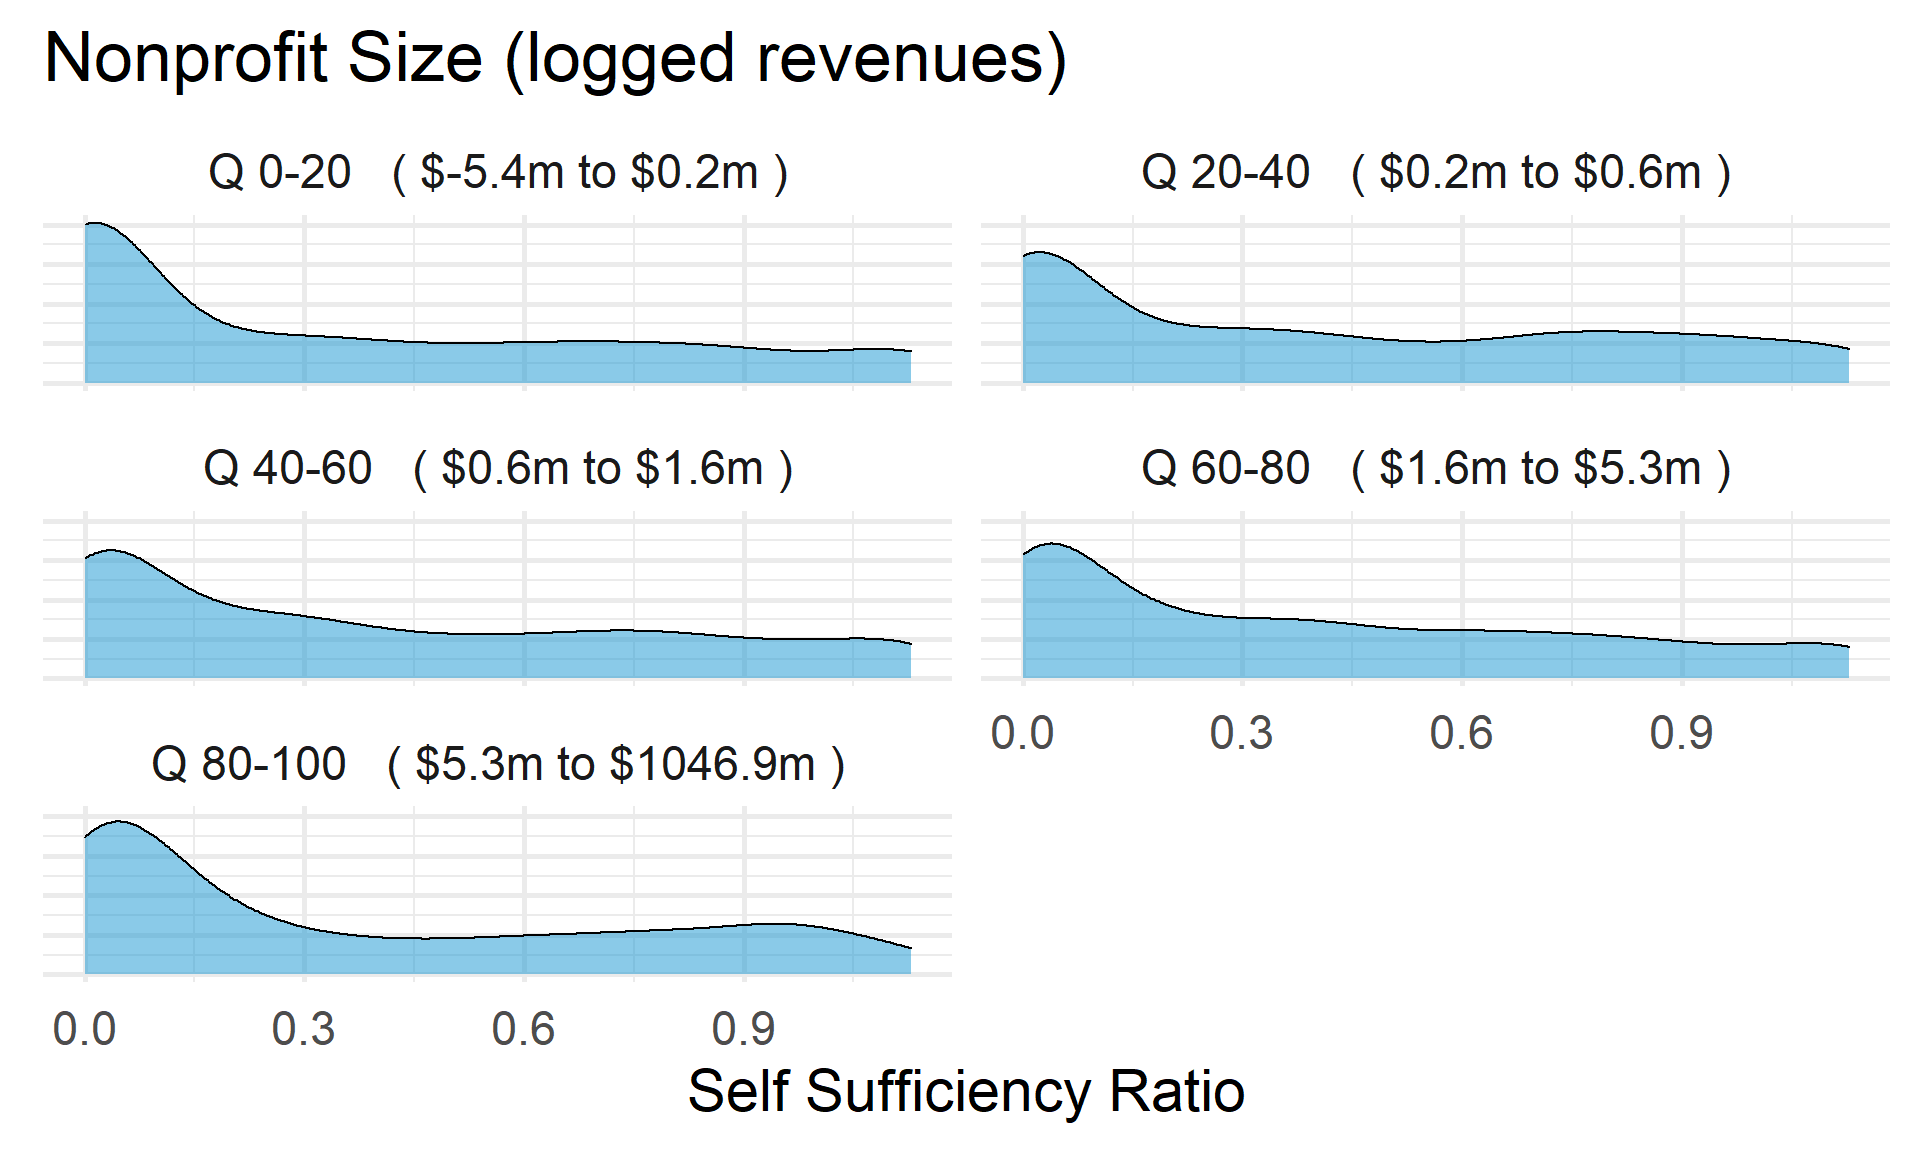 Nonprofit Size (logged revenues)
Q 0-20 ( $-5.4m to $0.2m )
Q 20-40 ( $0.2m to $0.6m )
Q 40-60 ( $0.6m to $1.6m )
Q 60-80 ( $1.6m to $5.3m )
0.0 0.3 0.6 0.9
Q 80-100 ( $5.3m to $1046.9m )
0.0 0.3 0.6 0.9
Self Sufficiency Ratio